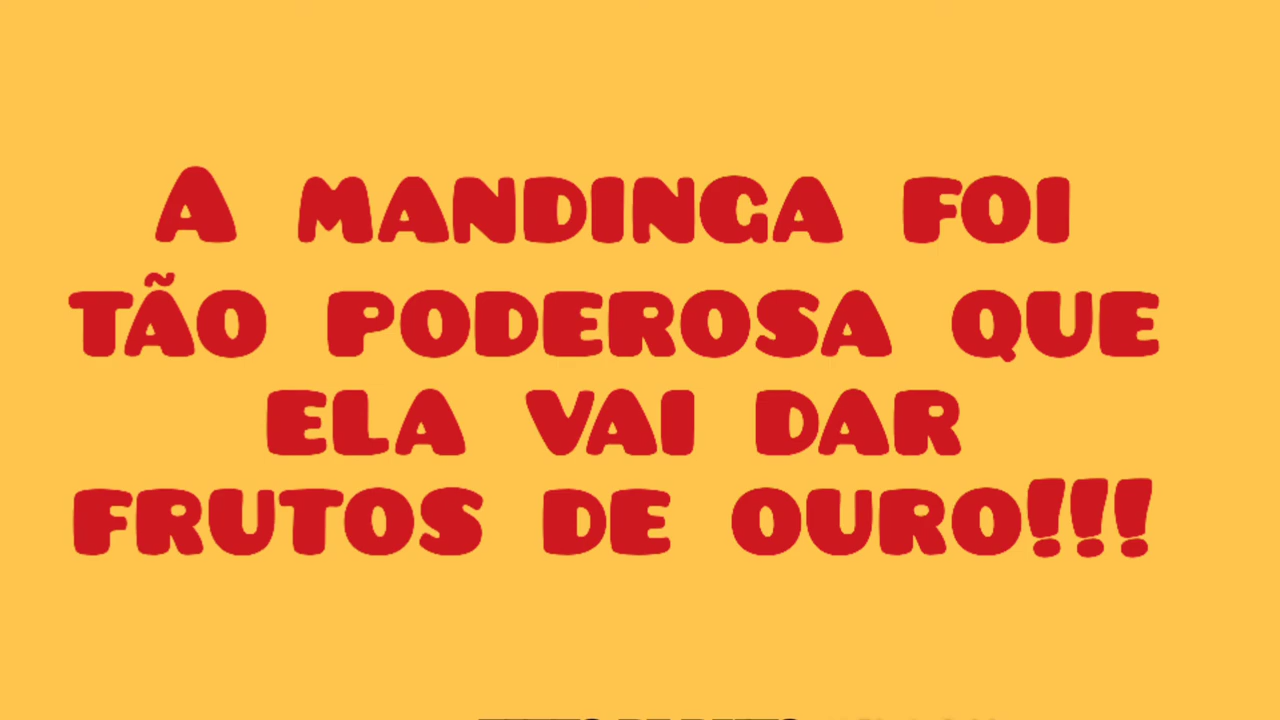 A MANDINGA FOI
TÃO PODEROSA QUE
ELA VAI DAR
FRUTOS DE OURO!!!